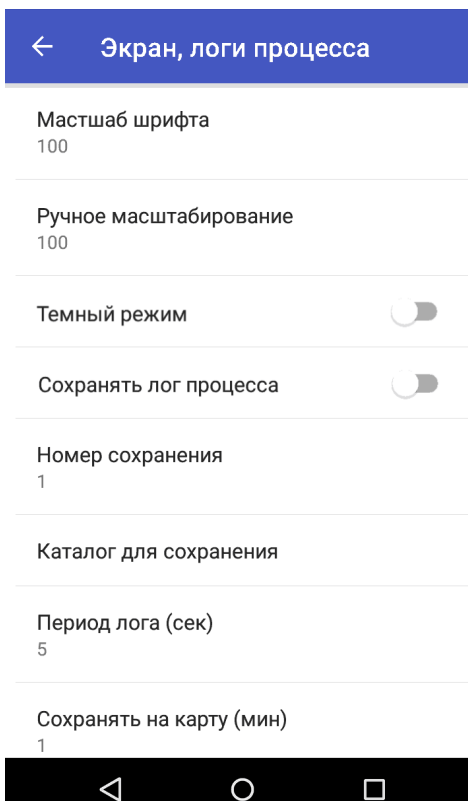 Экран, логи процесса
Мастшаб шрифта
100
Ручное масштабирование
100
Темный режим
Сохранять лог процесса
Номер сохранения
1
Каталог для сохранения
Период лога (сек)
5
Сохранять на карту (мин)
1